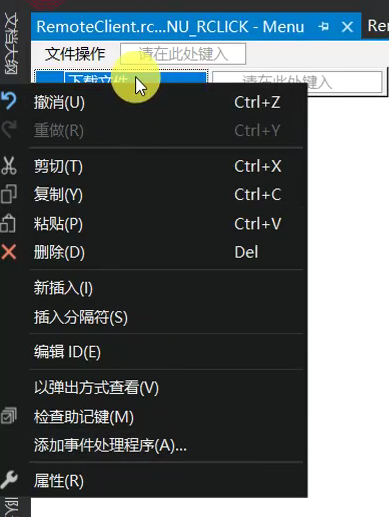 文档大纲
RemoteClient.rc...NU_RCLICK - Menu
Re
文件操作 请在此处键入
下载文件 请在此处键入
撤消(U) Ctrl+Z
重做(R) Ctrl+Y
剪切(T) Ctrl+X
复制(Y) Ctrl+C
粘贴(P) Ctrl+V
删除(D) Del
新插入(I)
插入分隔符(S)
编辑 ID(E)
以弹出方式查看(V)
检查助记键(M)
添加事件处理程序(A)...
属性(R)
队